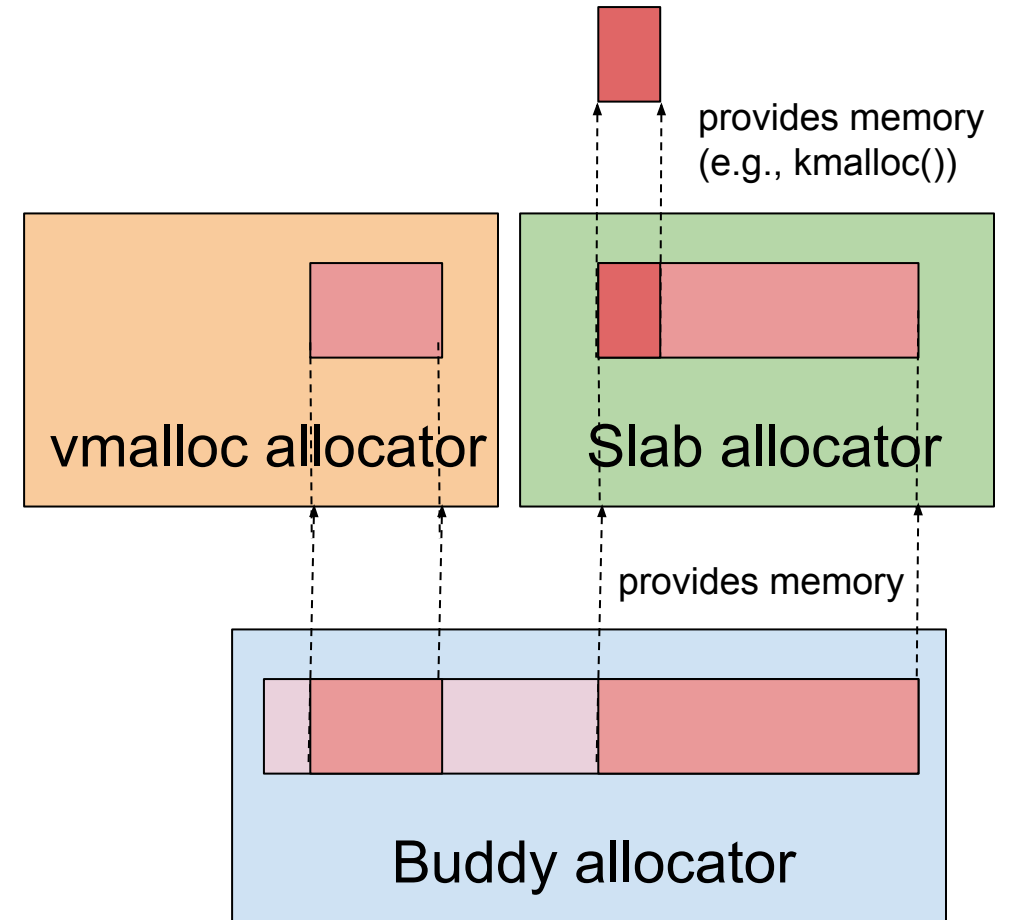 provides memory
(e.g., kmalloc())
vmalloc allocator
Slab allocator
provides memory
Buddy allocator